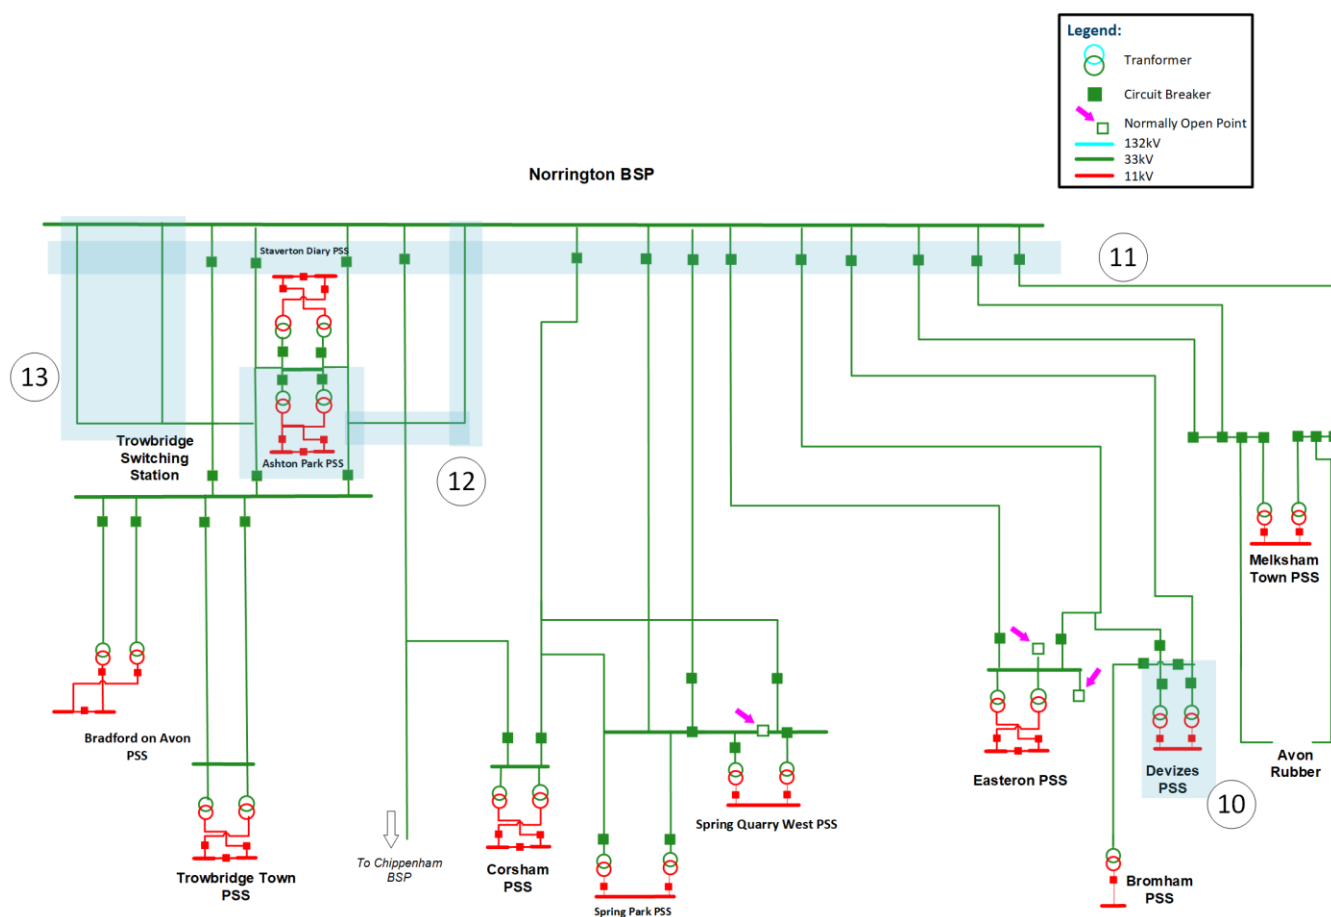 Legend:
Tranformer
Circuit Breaker
Normally Open Point
132kV
33kV
11kV
Norrington BSP
Staverton Diary PSS
11
13
Trowbridge
Switching
Station
Ashton Park PSS
12
Melksham
Town PSS
Bradford on Avon
PSS
Easteron PSS
Devizes
PSS
Avon
Rubber
10
Spring Quarry West PSS
To Chippenham
BSP
Corsham
PSS
Trowbridge Town
PSS
Spring Park PSS
Bromham
PSS